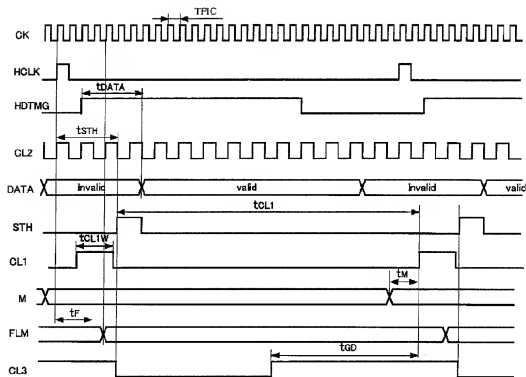 TPIC
CK
HCLK
tDATA
HDTMG
tSTH
CL2
DATA invalid valid invalid valid
tCL1
STH
tCL1W
CL1
tM
M
tF
FLM
tGD
CL3